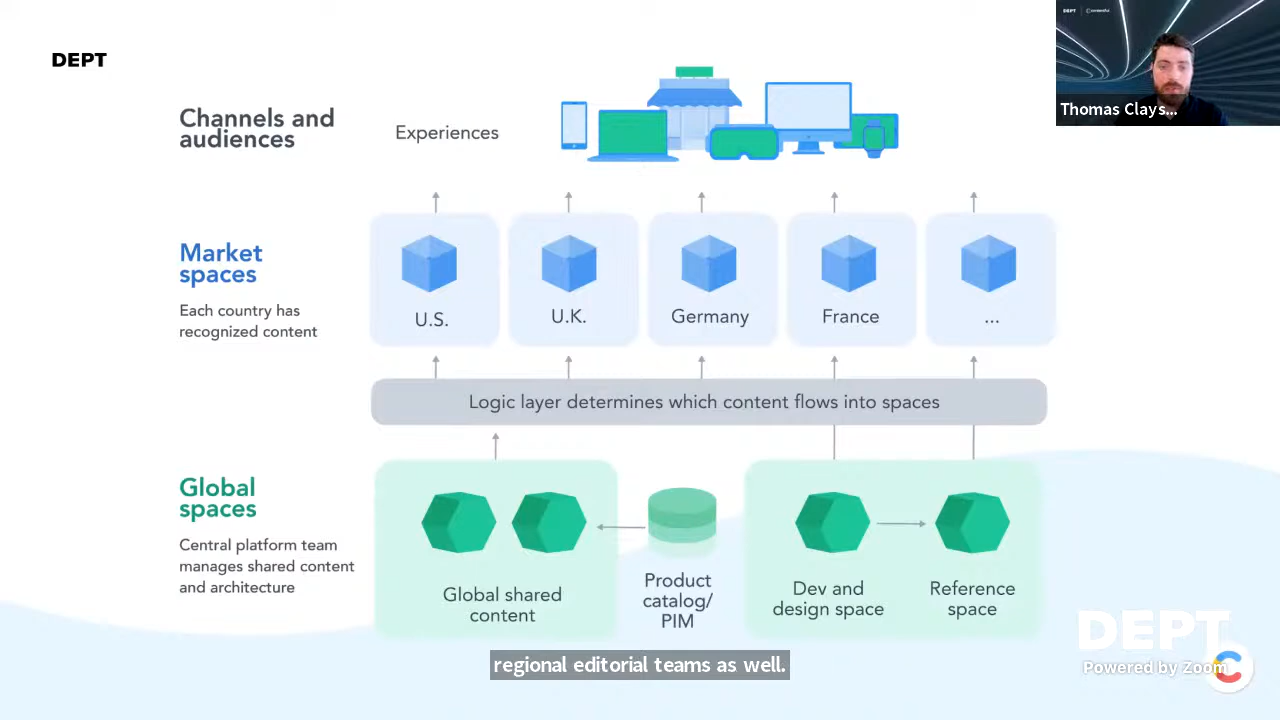 DEPT
Channels and
audiences
Experiences
DEPT
Thomas Clays...
Market
spaces
Each country has
recognized content
U.S.
U.K.
Germany
France
...
Logic layer determines which content flows into spaces
Global
spaces
Central platform team
manages shared content
and architecture
Global shared
content
Product
catalog/
PIM
Dev and
design space
Reference
space
regional editorial teams as well.
DEPT
Powered by Zoom